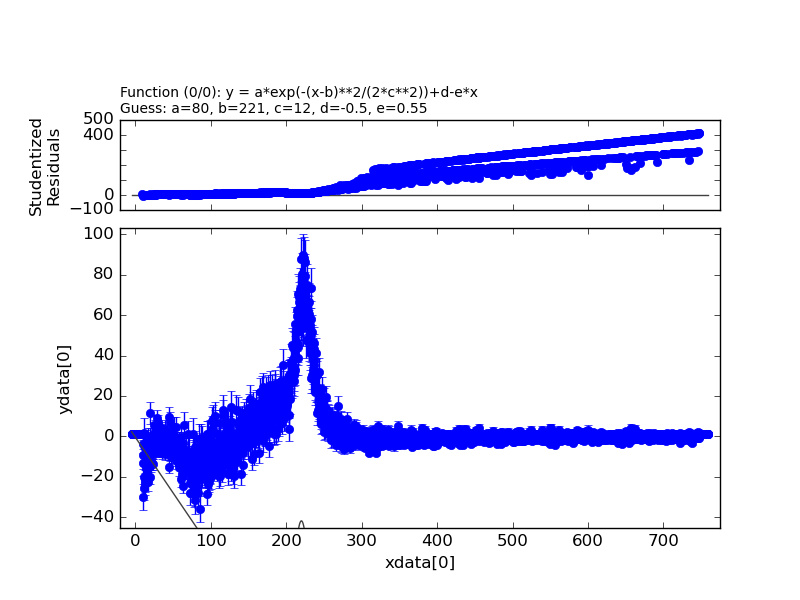 Function (0/0): y = a*exp(-(x-b)**2/(2*c**2))+d-e*x
Guess: a=80, b=221, c=12, d=-0.5, e=0.55
Studentized
Residuals
500
400
0
−100
ydata[0]
100
80
60
40
20
0
−20
−40
0 100 200 300 400 500 600 700
xdata[0]